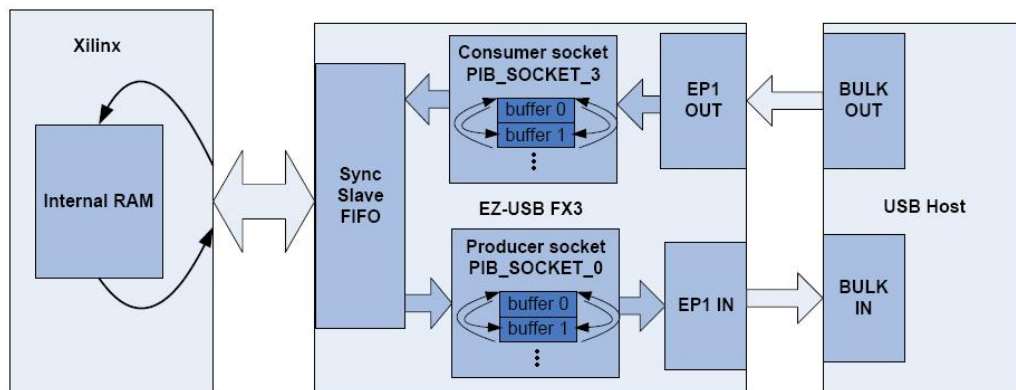 Xilinx
Internal RAM
Sync
Slave
FIFO
Consumer socket
PIB_SOCKET_3
buffer 0
buffer 1
EP1
OUT
BULK
OUT
EZ-USB FX3
USB Host
Producer socket
PIB_SOCKET_0
buffer 0
buffer 1
EP1 IN
BULK
IN